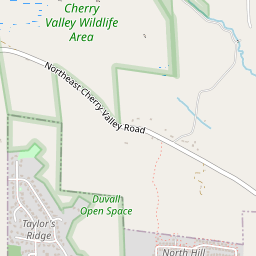 Cherry
Valley Wildlife
Area
Northeast Cherry Valley Road
Duvall
Open Space
Taylor's
Ridge
North Hill